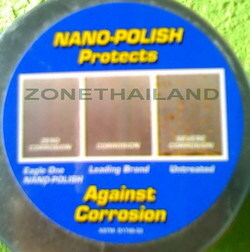 NANO-POLISH
Protects
ZONETHAILAND
ZERO CORROSION
CORROSION
SEVERE CORROSION
Eagle One NANO-POLISH
Leading Brand
Untreated
Against
Corrosion